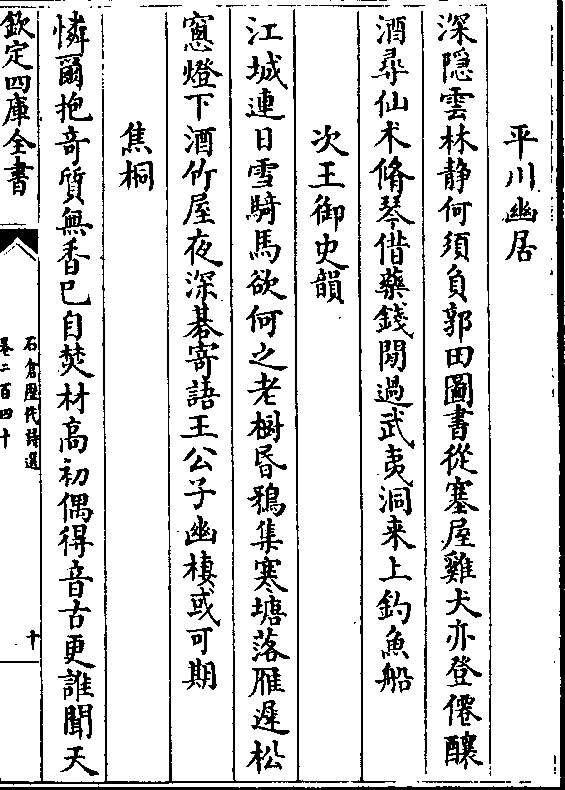 平川幽居
深隠雲林静何須負郭田圖書從塞屋雞犬亦登僊釀
酒尋仙术脩琴借藥錢閒過武夷洞来上釣魚船
次王御史韻
江城連日雪騎馬欲何之老樹昏鴉集寒塘落雁遲松
窻燈下酒竹屋夜深碁寄語王公子幽棲或可期
焦桐
憐爾抱奇質無香已自焚材高初偶得音古更誰聞天
欽定四庫全書
石倉歷代詩選
卷二百四十
十